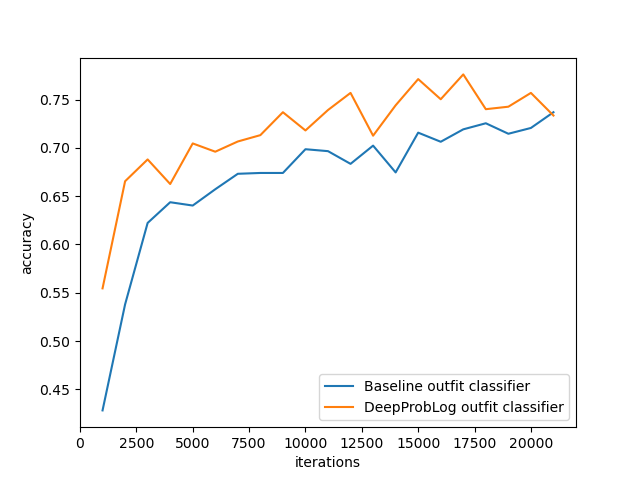 0.75
0.70
0.65
0.60
0.55
0.50
0.45
accuracy
0 2500 5000 7500 10000 12500 15000 17500 20000
iterations
Baseline outfit classifier
DeepProbLog outfit classifier